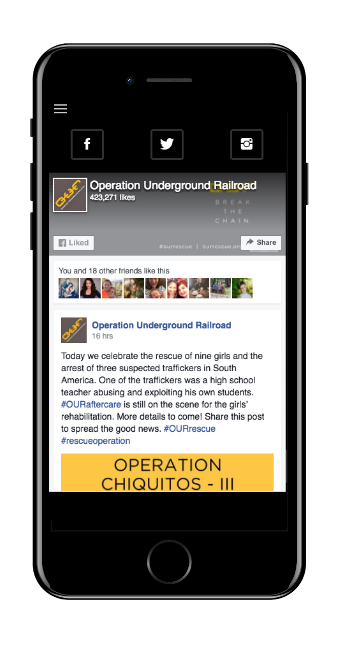 f
Operation Underground Railroad
423,271 likes
BREAK
THE
CHAIN
f Liked
#ourrescue | ourrescue.org
Share
You and 18 other friends like this
Operation Underground Railroad
16 hrs
Today we celebrate the rescue of nine girls and the
arrest of three suspected traffickers in South
America. One of the traffickers was a high school
teacher abusing and exploiting his own students.
#OURaftercare is still on the scene for the girls'
rehabilitation. More details to come! Share this post
to spread the good news. #OURrescue
#rescueoperation
OPERATION
CHIQUITOS - III